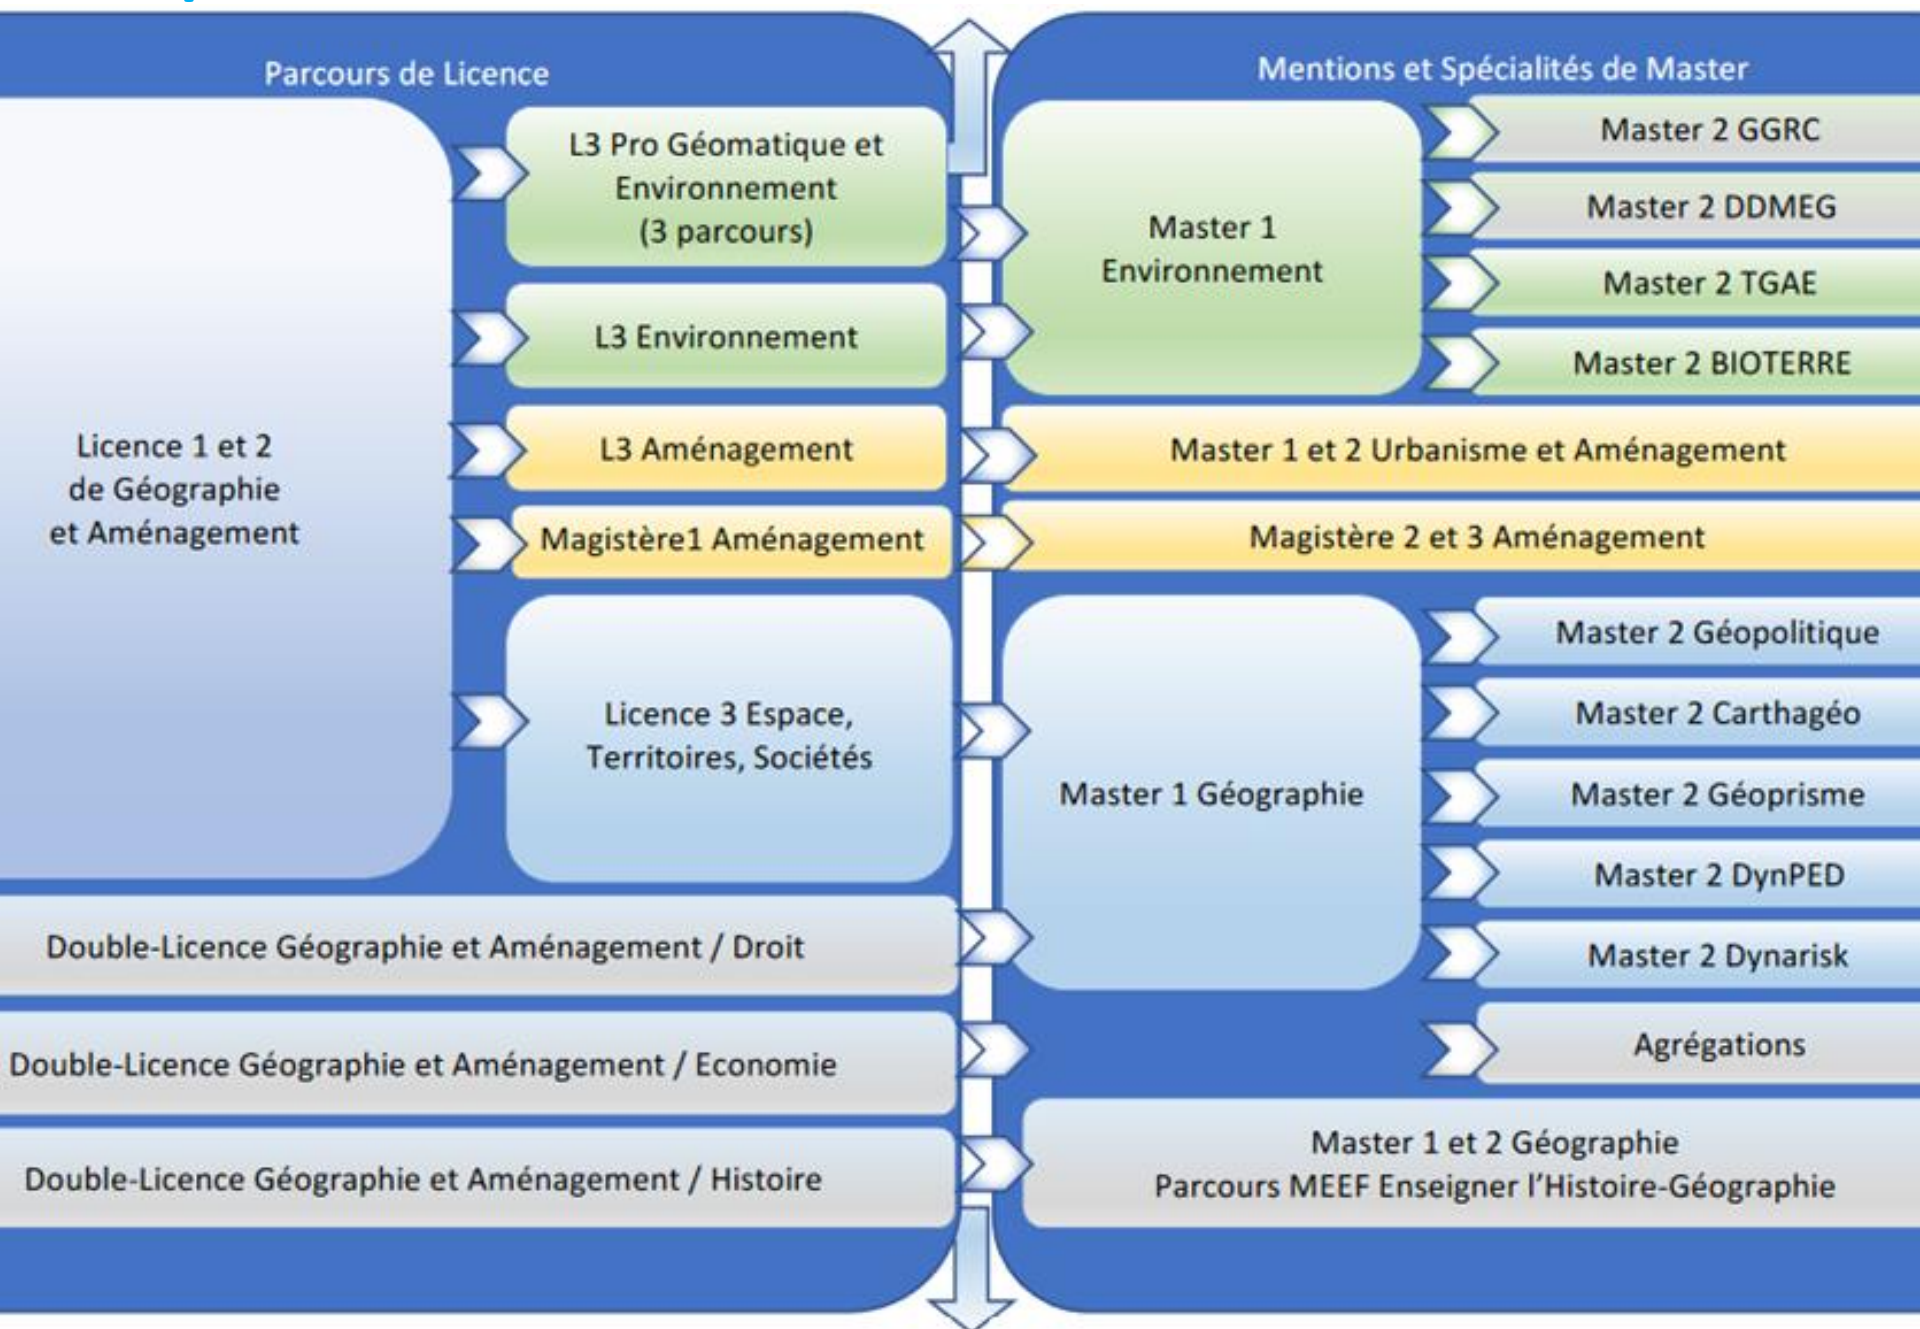 Parcours de Licence
Licence 1 et 2
de Géographie
et Aménagement
L3 Pro Géomatique et
Environnement
(3 parcours)
L3 Environnement
L3 Aménagement
Magistère1 Aménagement
Licence 3 Espace,
Territoires, Sociétés
Double-Licence Géographie et Aménagement / Droit
Double-Licence Géographie et Aménagement / Economie
Double-Licence Géographie et Aménagement / Histoire
Mentions et Spécialités de Master
Master 1
Environnement
Master 2 GGRC
Master 2 DDMEG
Master 2 TGAE
Master 2 BIOTERRE
Master 1 et 2 Urbanisme et Aménagement
Magistère 2 et 3 Aménagement
Master 1 Géographie
Master 2 Géopolitique
Master 2 Carthagéo
Master 2 Géoprisme
Master 2 DynPED
Master 2 Dynarisk
Agrégations
Master 1 et 2 Géographie
Parcours MEEF Enseigner l’Histoire-Géographie